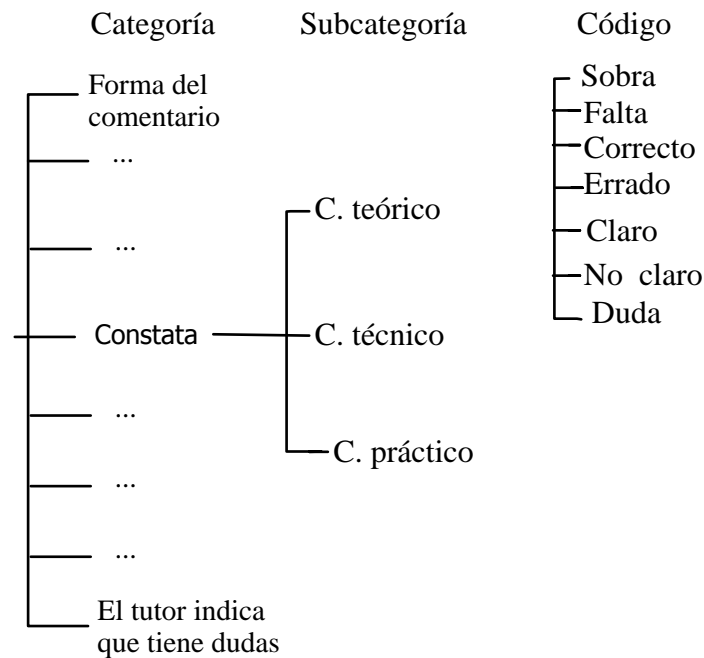 Categoría Subcategoría Código
Forma del
comentario
...
...
Constata
...
...
...
El tutor indica
que tiene dudas
C. teórico
C. técnico
C. práctico
Sobra
Falta
Correcto
Errado
Claro
No claro
Duda